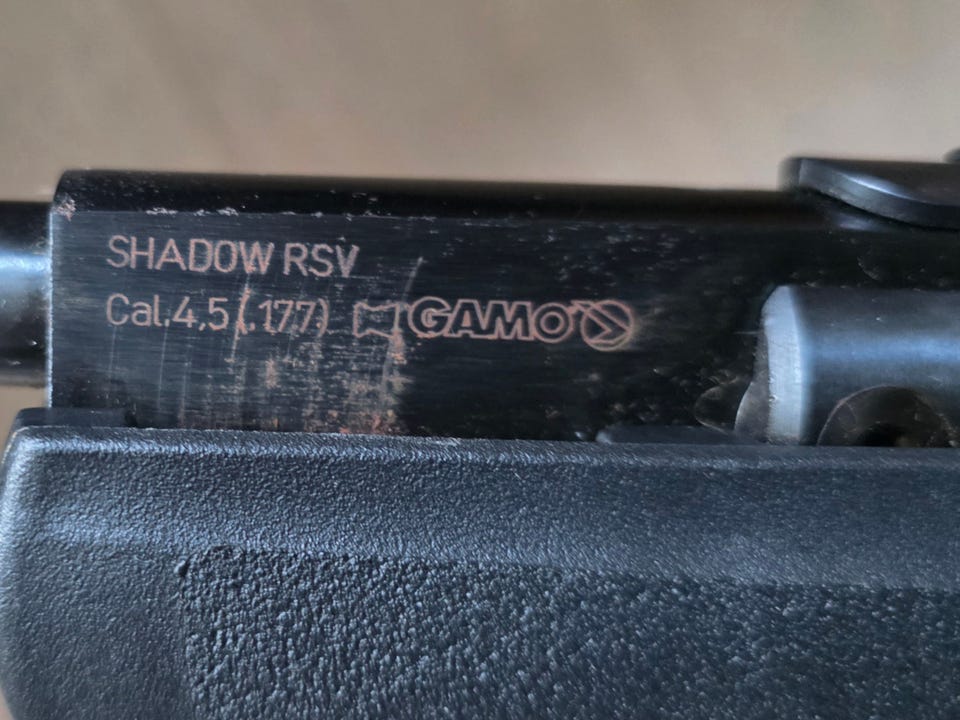 SHADOW RSV
Cal.4,5 (.177) GAMO